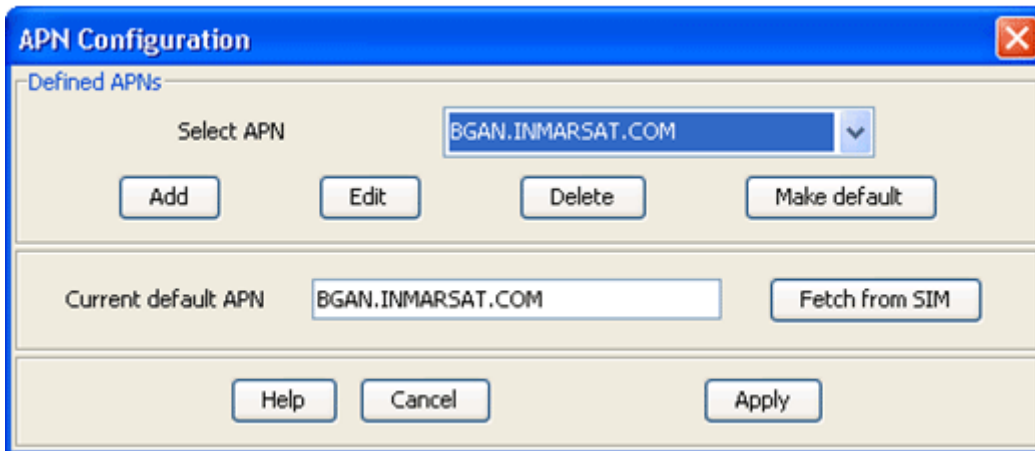 APN Configuration
Defined APNs
Select APN BGAN.INMARSAT.COM
Add Edit Delete Make default
Current default APN BGAN.INMARSAT.COM Fetch from SIM
Help Cancel Apply